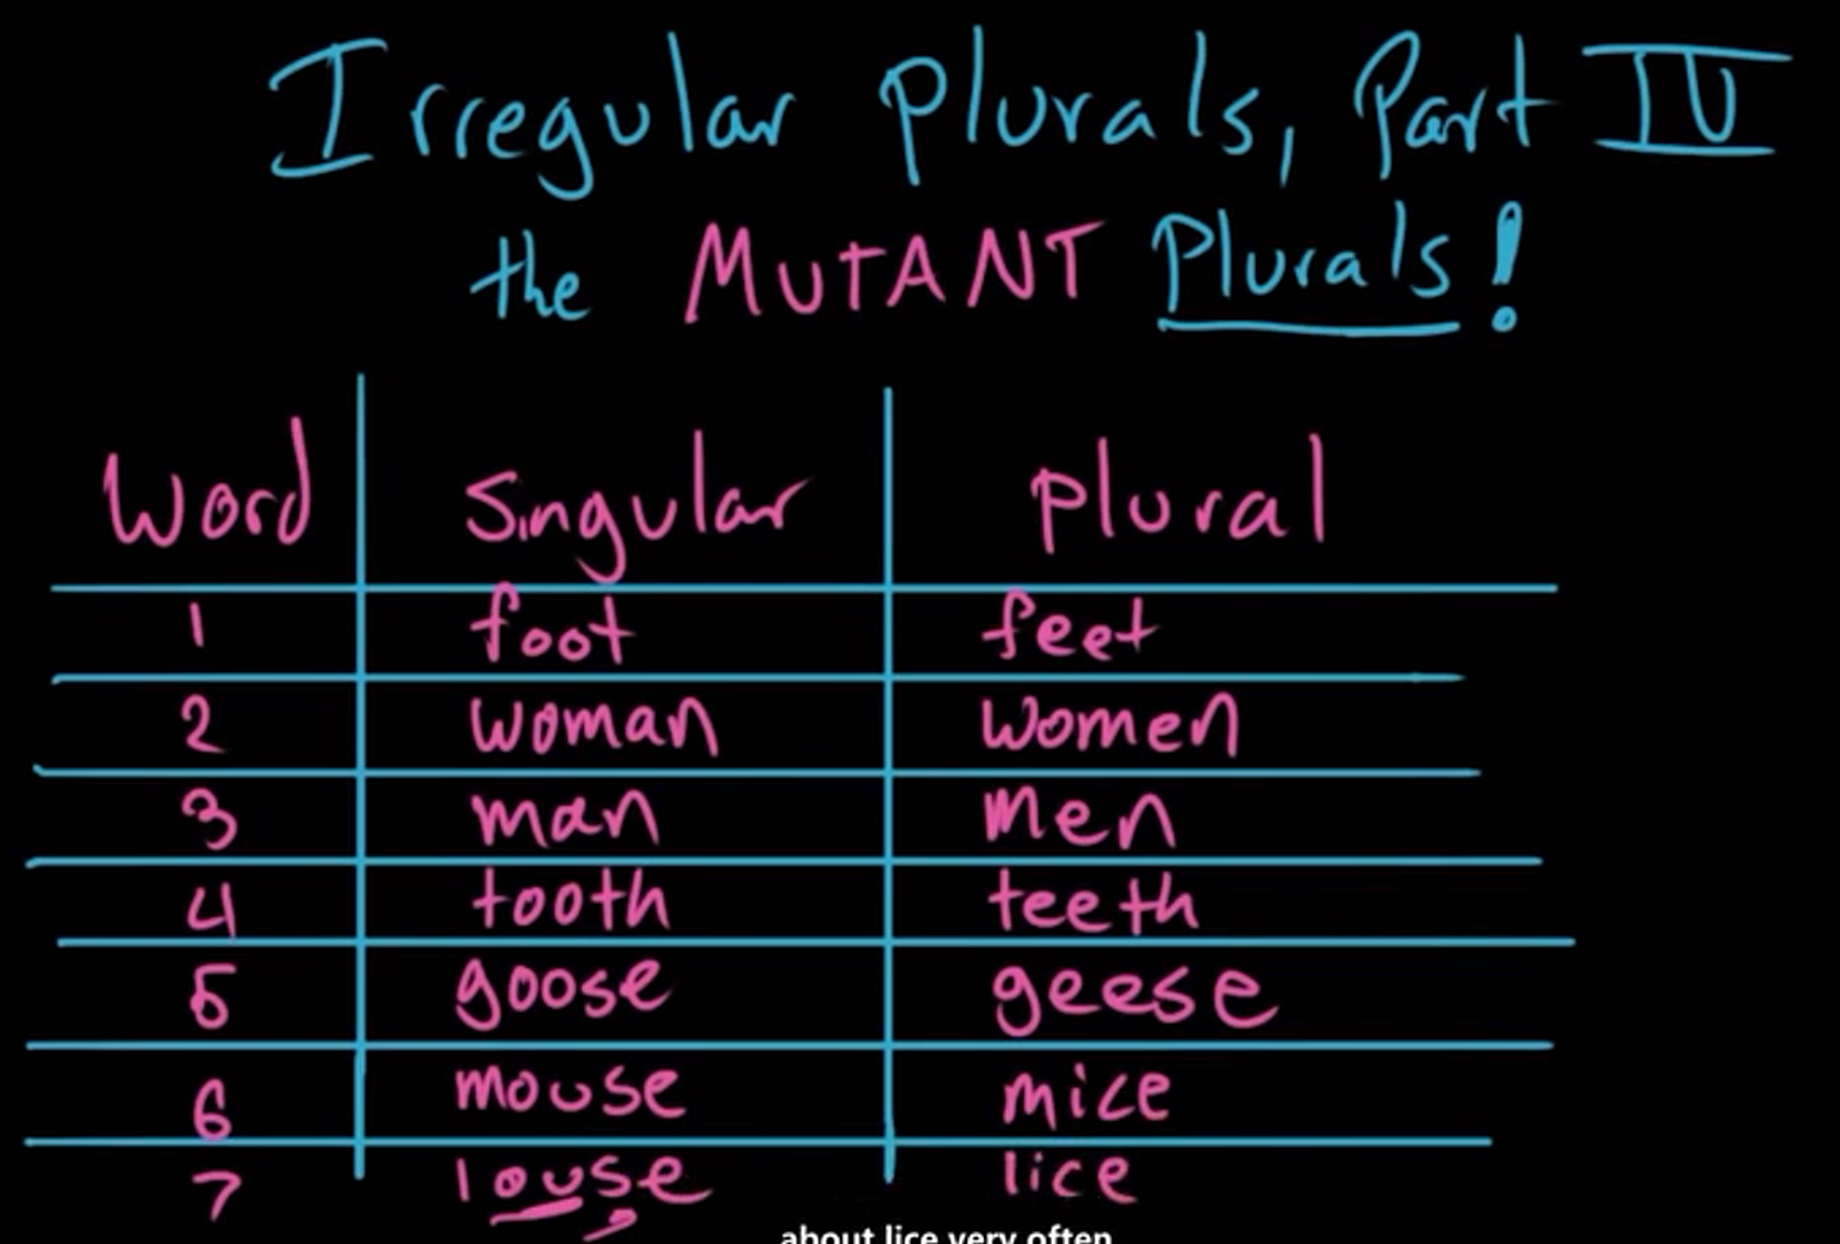 Irregular plurals, Part IV
the MUTANT Plurals!
Word Singular plural
1 foot feet
2 woman women
3 man men
4 tooth teeth
5 goose geese
6 mouse mice
7 louse lice
about lice very often